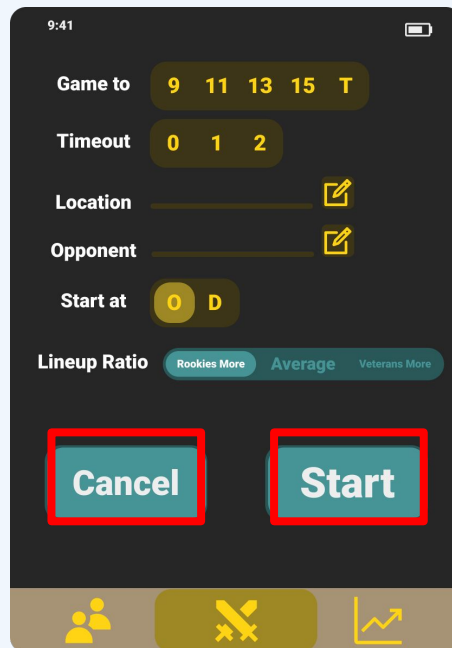 9:41
Game to 9 11 13 15 T
Timeout 0 1 2
Location
Opponent
Start at O D
Lineup Ratio Rookies More Average Veterans More
Cancel Start